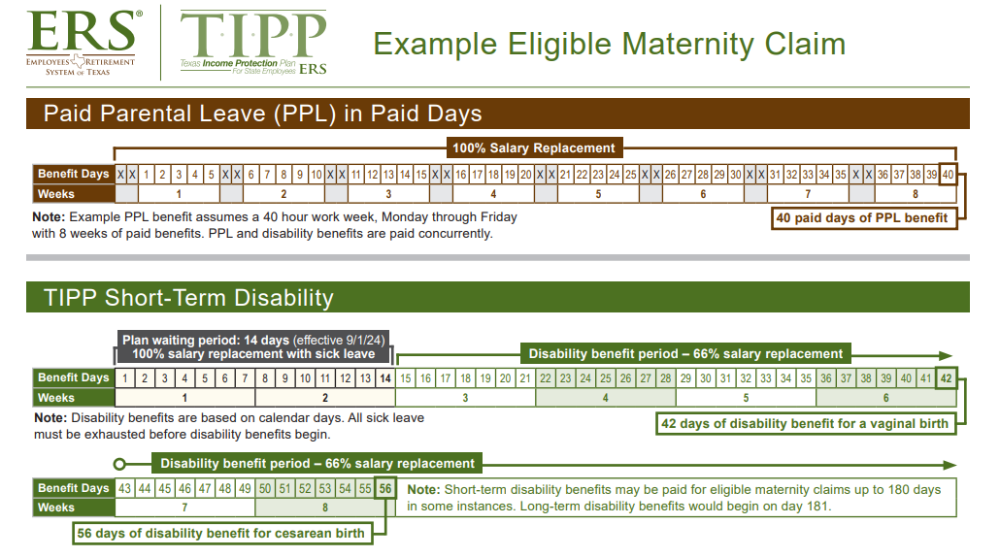 ERS®
EMPLOYEES RETIREMENT
SYSTEM OF TEXAS
TIPP
Texas Income Protection Plan
For State Employees ERS
Example Eligible Maternity Claim
Paid Parental Leave (PPL) in Paid Days
100% Salary Replacement
Benefit Days X X 1 2 3 4 5 X X 6 7 8 9 10 X X 11 12 13 14 15 X X 16 17 18 19 20 X X 21 22 23 24 25 X X 26 27 28 29 30 X X 31 32 33 34 35 X X 36 37 38 39 40
Weeks 1 2 3 4 5 6 7 8
Note: Example PPL benefit assumes a 40 hour work week, Monday through Friday
with 8 weeks of paid benefits. PPL and disability benefits are paid concurrently.
40 paid days of PPL benefit
TIPP Short-Term Disability
Plan waiting period: 14 days (effective 9/1/24)
100% salary replacement with sick leave
Disability benefit period – 66% salary replacement
Benefit Days 1 2 3 4 5 6 7 8 9 10 11 12 13 14 15 16 17 18 19 20 21 22 23 24 25 26 27 28 29 30 31 32 33 34 35 36 37 38 39 40 41 42
Weeks 1 2 3 4 5 6
Note: Disability benefits are based on calendar days. All sick leave
must be exhausted before disability benefits begin.
42 days of disability benefit for a vaginal birth
Disability benefit period – 66% salary replacement
Benefit Days 43 44 45 46 47 48 49 50 51 52 53 54 55 56
Weeks 7 8
Note: Short-term disability benefits may be paid for eligible maternity claims up to 180 days
in some instances. Long-term disability benefits would begin on day 181.
56 days of disability benefit for cesarean birth